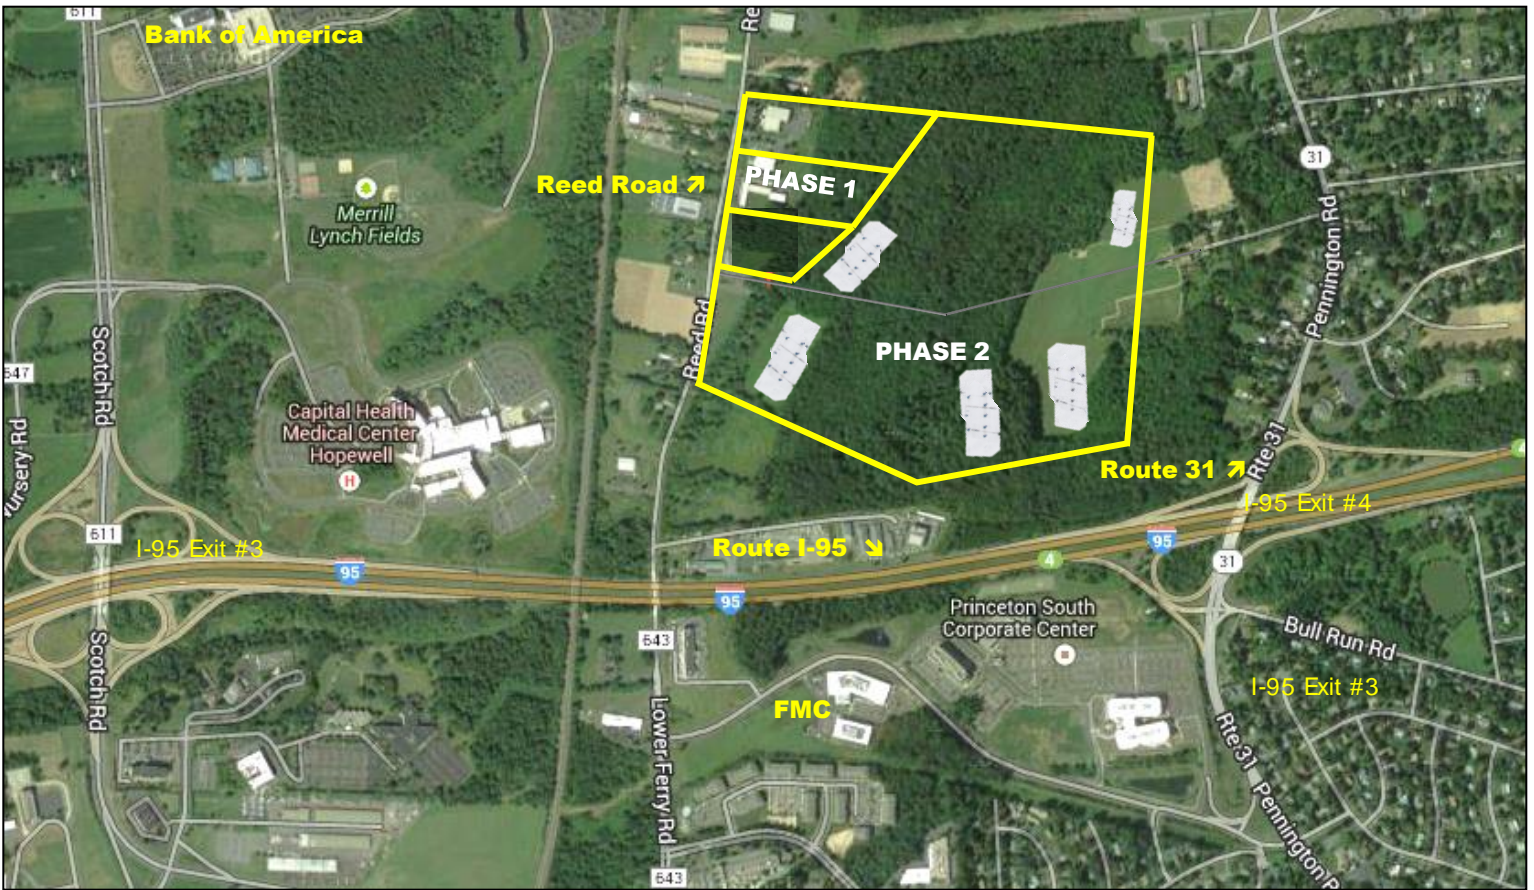 611
Bank of America
Reed Road ↗
PHASE 1
31
Merrill
Lynch Fields
Pennington Rd
Reed Rd
PHASE 2
Scotch Rd
Capital Health
Medical Center
Hopewell
H
Nursery Rd
Rte 31
Route 31 ↗
I-95 Exit #4
611
I-95 Exit #3
95
Route I-95 ↘
95
4
95
31
Princeton South
Corporate Center
643
Bull Run Rd
Scotch Rd
I-95 Exit #3
FMC
Lower Ferry Rd
Rte 31
Pennington R
643